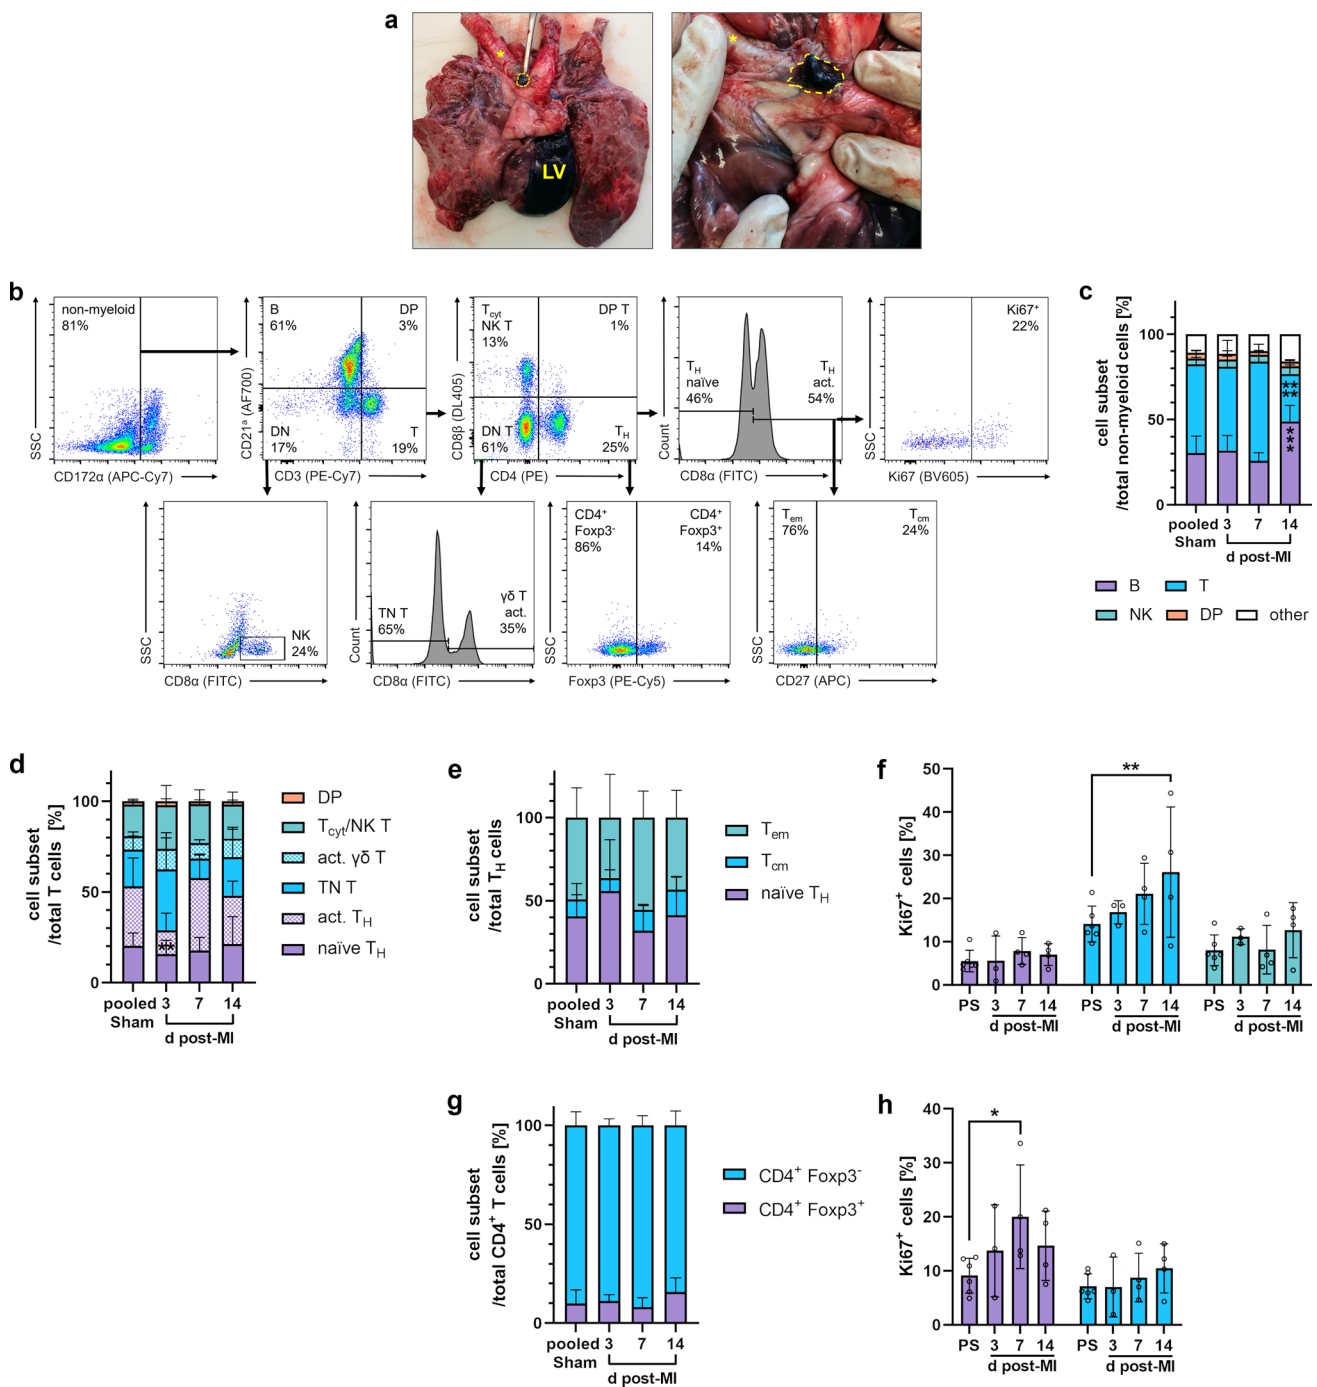 a
*
LV
*
b
non-myeloid
81%
SSC
CD172α (APC-Cy7)
B
61%
DP
3%
DN
17%
T
19%
CD21ª (AF700)
CD3 (PE-Cy7)
Tcyt
NK T
13%
DP T
1%
DN T
61%
TH
25%
CD8β (DL405)
CD4 (PE)
TH
naïve
46%
TH
act.
54%
Count
CD8α (FITC)
Ki67⁺
22%
SSC
Ki67 (BV605)
NK
24%
SSC
CD8α (FITC)
TN T
65%
γδ T
act.
35%
Count
CD8α (FITC)
CD4⁺
Foxp3⁻
86%
CD4⁺
Foxp3⁺
14%
SSC
Foxp3 (PE-Cy5)
Tem
76%
Tcm
24%
SSC
CD27 (APC)
c
cell subset
/total non-myeloid cells [%]
100
50
0
**
**
***
pooled
Sham
3 7 14
d post-MI
B T
NK DP other
d
cell subset
/total T cells [%]
100
50
0
**
pooled
Sham
3 7 14
d post-MI
DP
Tcyt/NK T
act. γδ T
TN T
act. TH
naïve TH
e
cell subset
/total TH cells [%]
100
50
0
pooled
Sham
3 7 14
d post-MI
Tem
Tcm
naïve TH
f
Ki67⁺ cells [%]
50
40
30
20
10
0
**
PS 3 7 14 PS 3 7 14 PS 3 7 14
d post-MI d post-MI d post-MI
g
cell subset
/total CD4⁺ T cells [%]
100
50
0
pooled
Sham
3 7 14
d post-MI
CD4⁺ Foxp3⁻
CD4⁺ Foxp3⁺
h
Ki67⁺ cells [%]
40
30
20
10
0
*
PS 3 7 14 PS 3 7 14
d post-MI d post-MI